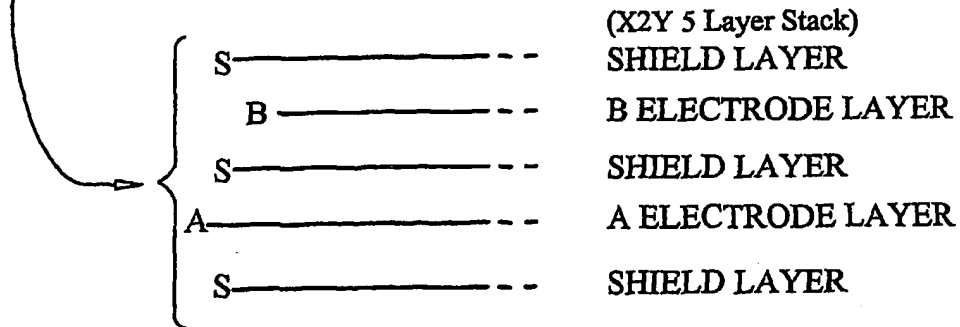 (X2Y 5 Layer Stack)
S SHIELD LAYER
B B ELECTRODE LAYER
S SHIELD LAYER
A A ELECTRODE LAYER
S SHIELD LAYER